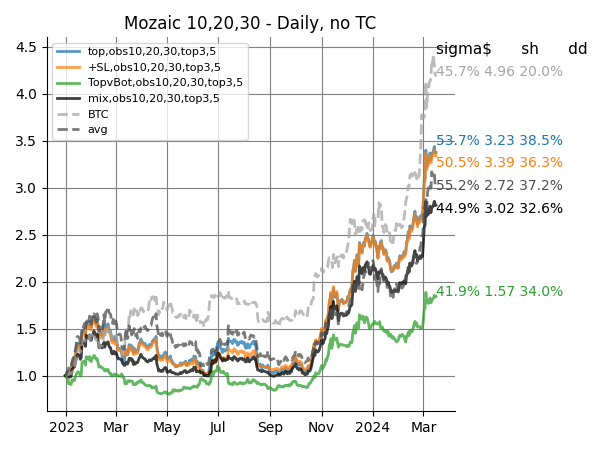 Mozaic 10,20,30 - Daily, no TC
sigma$ sh dd
top,obs10,20,30,top3,5
+SL,obs10,20,30,top3,5
TopvBot,obs10,20,30,top3,5
mix,obs10,20,30,top3,5
BTC
avg
45.7% 4.96 20.0%
53.7% 3.23 38.5%
50.5% 3.39 36.3%
55.2% 2.72 37.2%
44.9% 3.02 32.6%
41.9% 1.57 34.0%
4.5
4.0
3.5
3.0
2.5
2.0
1.5
1.0
2023 Mar May Jul Sep Nov 2024 Mar